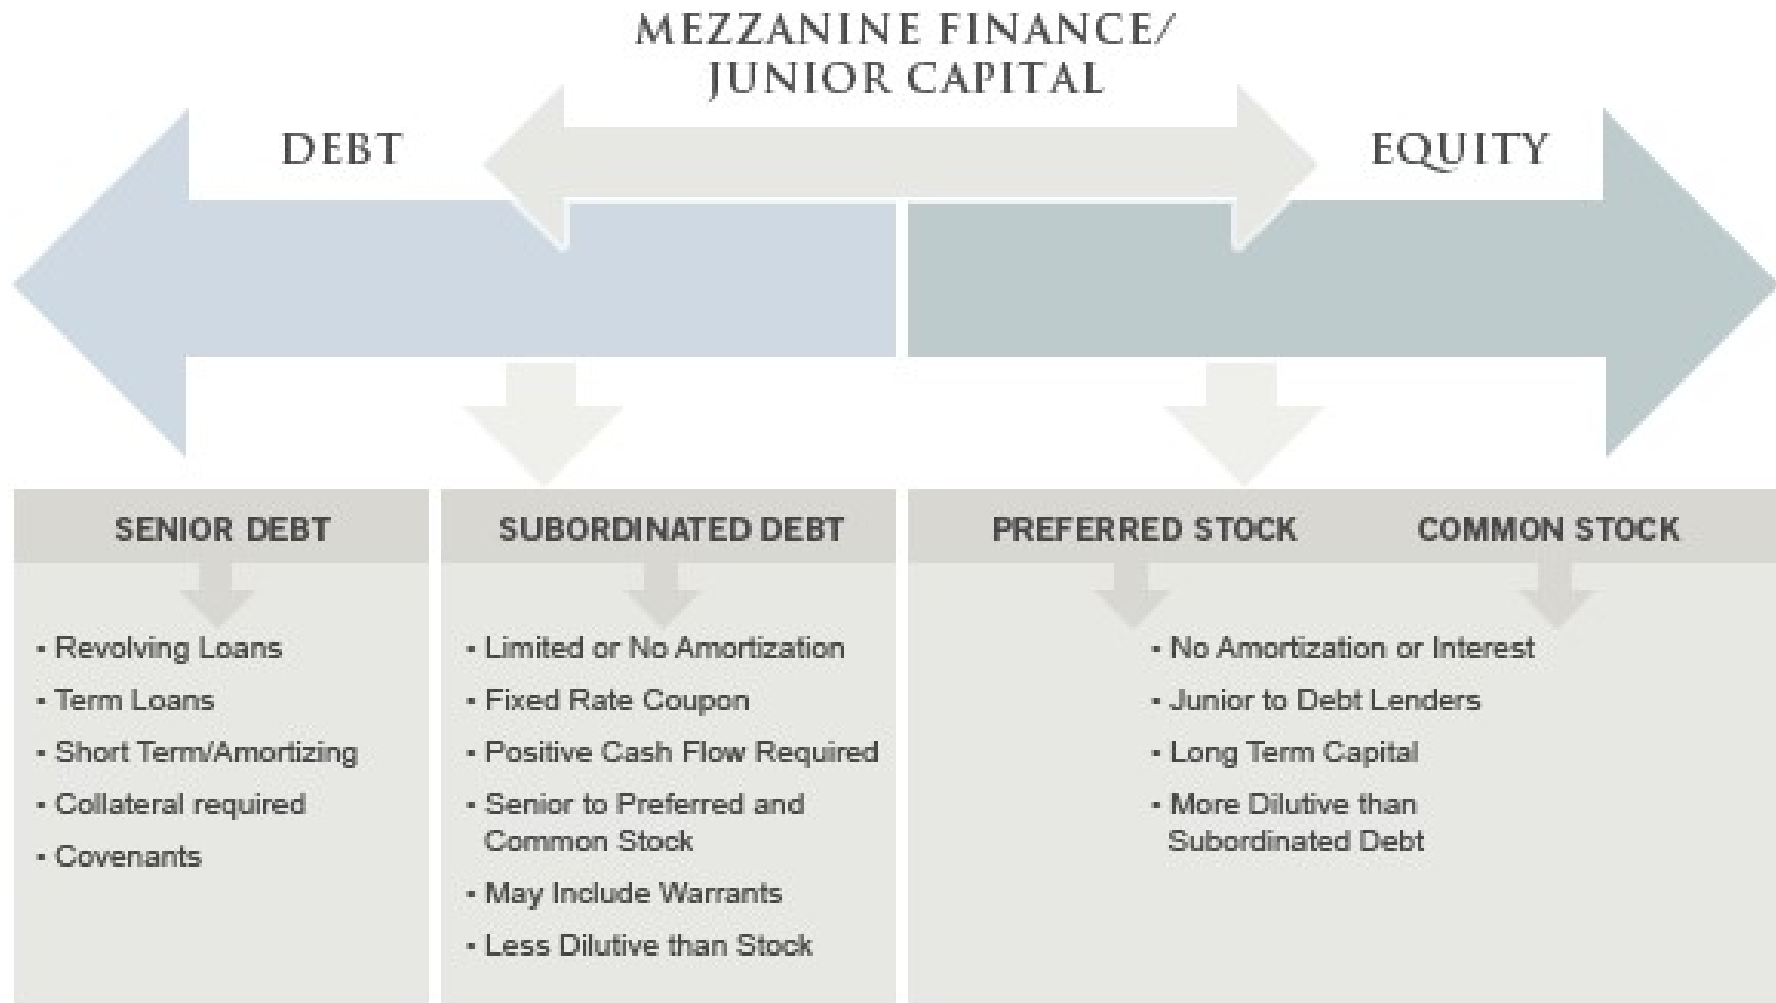 MEZZANINE FINANCE/
JUNIOR CAPITAL
DEBT
EQUITY
SENIOR DEBT
▪ Revolving Loans
▪ Term Loans
▪ Short Term/Amortizing
▪ Collateral required
▪ Covenants
SUBORDINATED DEBT
▪ Limited or No Amortization
▪ Fixed Rate Coupon
▪ Positive Cash Flow Required
▪ Senior to Preferred and
Common Stock
▪ May Include Warrants
▪ Less Dilutive than Stock
PREFERRED STOCK
COMMON STOCK
▪ No Amortization or Interest
▪ Junior to Debt Lenders
▪ Long Term Capital
▪ More Dilutive than
Subordinated Debt